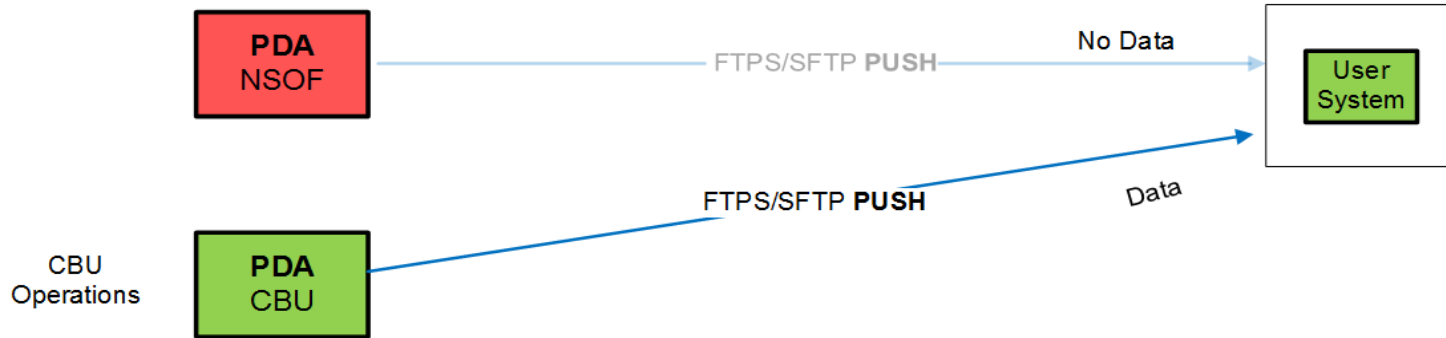 PDA
NSOF
FTPS/SFTP PUSH
No Data
User
System
FTPS/SFTP PUSH
Data
CBU
Operations
PDA
CBU